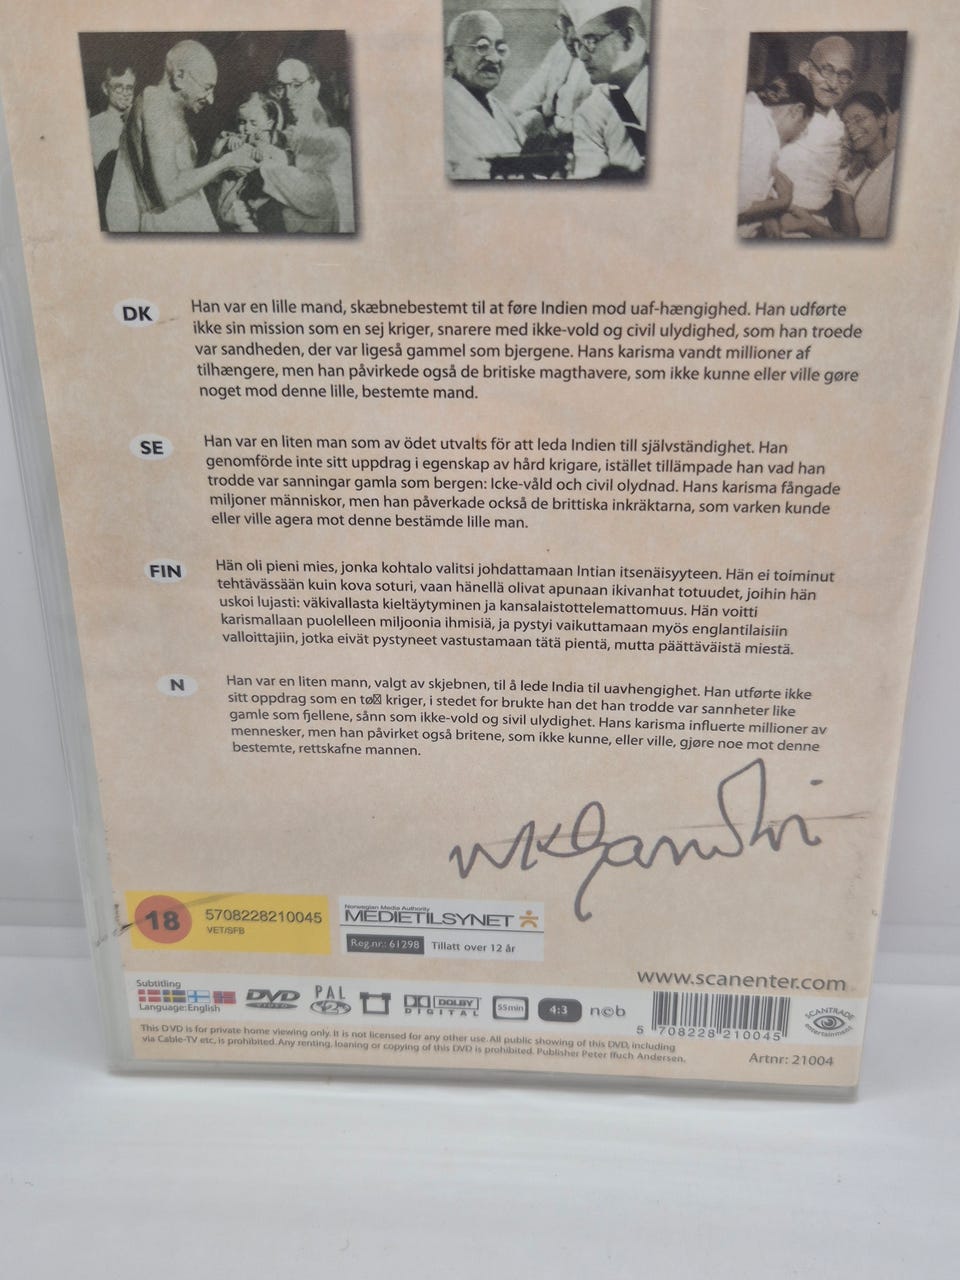 DK
Han var en lille mand, skæbnebestemt til at føre Indien mod uaf-hængighed. Han udførte
ikke sin mission som en sej kriger, snarere med ikke-vold og civil ulydighed, som han troede
var sandheden, der var ligeså gammel som bjergene. Hans karisma vandt millioner af
tilhængere, men han påvirkede også de britiske magthavere, som ikke kunne eller ville gøre
noget mod denne lille, bestemte mand.
SE
Han var en liten man som av ödet utvalts för att leda Indien till självständighet. Han
genomförde inte sitt uppdrag i egenskap av hård krigare, istället tillämpade han vad han
trodde var sanningar gamla som bergen: Icke-våld och civil olydnad. Hans karisma fångade
miljoner människor, men han påverkade också de brittiska inkräktarna, som varken kunde
eller ville agera mot denne bestämde lille man.
FIN
Hän oli pieni mies, jonka kohtalo valitsi johdattamaan Intian itsenäisyyteen. Hän ei toiminut
tehtävässään kuin kova soturi, vaan hänellä olivat apunaan ikivanhat totuudet, joihin hän
uskoi lujasti: väkivallasta kieltäytyminen ja kansalaistottelemattomuus. Hän voitti
karismallaan puolelleen miljoonia ihmisiä, ja pystyi vaikuttamaan myös englantilaisiin
valloittajiin, jotka eivät pystyneet vastustamaan tätä pientä, mutta päättäväistä miestä.
N
Han var en liten mann, valgt av skjebnen, til å lede India til uavhengighet. Han utførte ikke
sitt oppdrag som en tø☒ kriger, i stedet for brukte han det han trodde var sannheter like
gamle som fjellene, sånn som ikke-vold og sivil ulydighet. Hans karisma influerte millioner av
mennesker, men han påvirket også britene, som ikke kunne, eller ville, gjøre noe mot denne
bestemte, rettskafne mannen.
MKGandhi
18
5708228210045
VET/SFB
Norwegian Media Authority
MEDIETILSYNET
Reg.nr.: 61298
Tillatt over 12 år
www.scanenter.com
Subtitling
Language: English
DVD
VIDEO
PAL
2
DOLBY
DIGITAL
55min
4:3
n©b
5 708228 210045
SCANTRADE
entertainment
This DVD is for private home viewing only. It is not licensed for any other use. All public showing of this DVD, including
via Cable-TV etc, is prohibited. Any renting, loaning or copying of this DVD is prohibited. Publisher Peter Ffuch Andersen.
Artnr: 21004